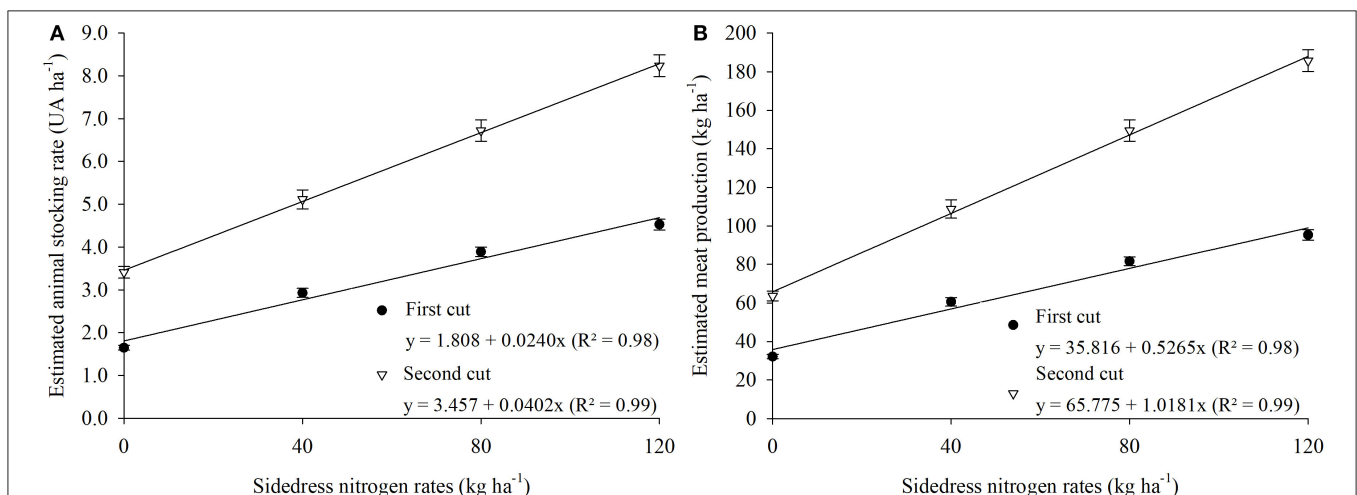 A
Estimated animal stocking rate (UA ha⁻¹)
9.0
8.0
7.0
6.0
5.0
4.0
3.0
2.0
1.0
0.0
First cut
y = 1.808 + 0.0240x (R² = 0.98)
Second cut
y = 3.457 + 0.0402x (R² = 0.99)
0 40 80 120
Sidedress nitrogen rates (kg ha⁻¹)
B
Estimated meat production (kg ha⁻¹)
200
180
160
140
120
100
80
60
40
20
0
First cut
y = 35.816 + 0.5265x (R² = 0.98)
Second cut
y = 65.775 + 1.0181x (R² = 0.99)
0 40 80 120
Sidedress nitrogen rates (kg ha⁻¹)